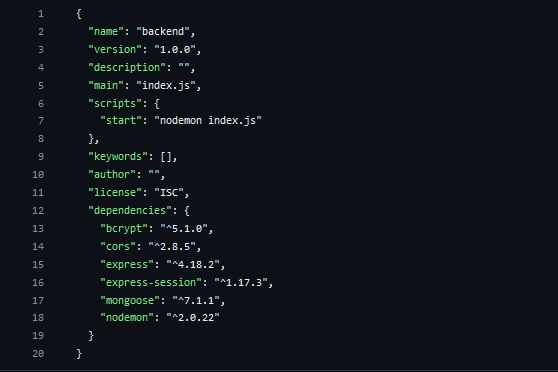 1 {
2   "name": "backend",
3   "version": "1.0.0",
4   "description": "",
5   "main": "index.js",
6   "scripts": {
7     "start": "nodemon index.js"
8   },
9   "keywords": [],
10   "author": "",
11   "license": "ISC",
12   "dependencies": {
13     "bcrypt": "^5.1.0",
14     "cors": "^2.8.5",
15     "express": "^4.18.2",
16     "express-session": "^1.17.3",
17     "mongoose": "^7.1.1",
18     "nodemon": "^2.0.22"
19   }
20 }